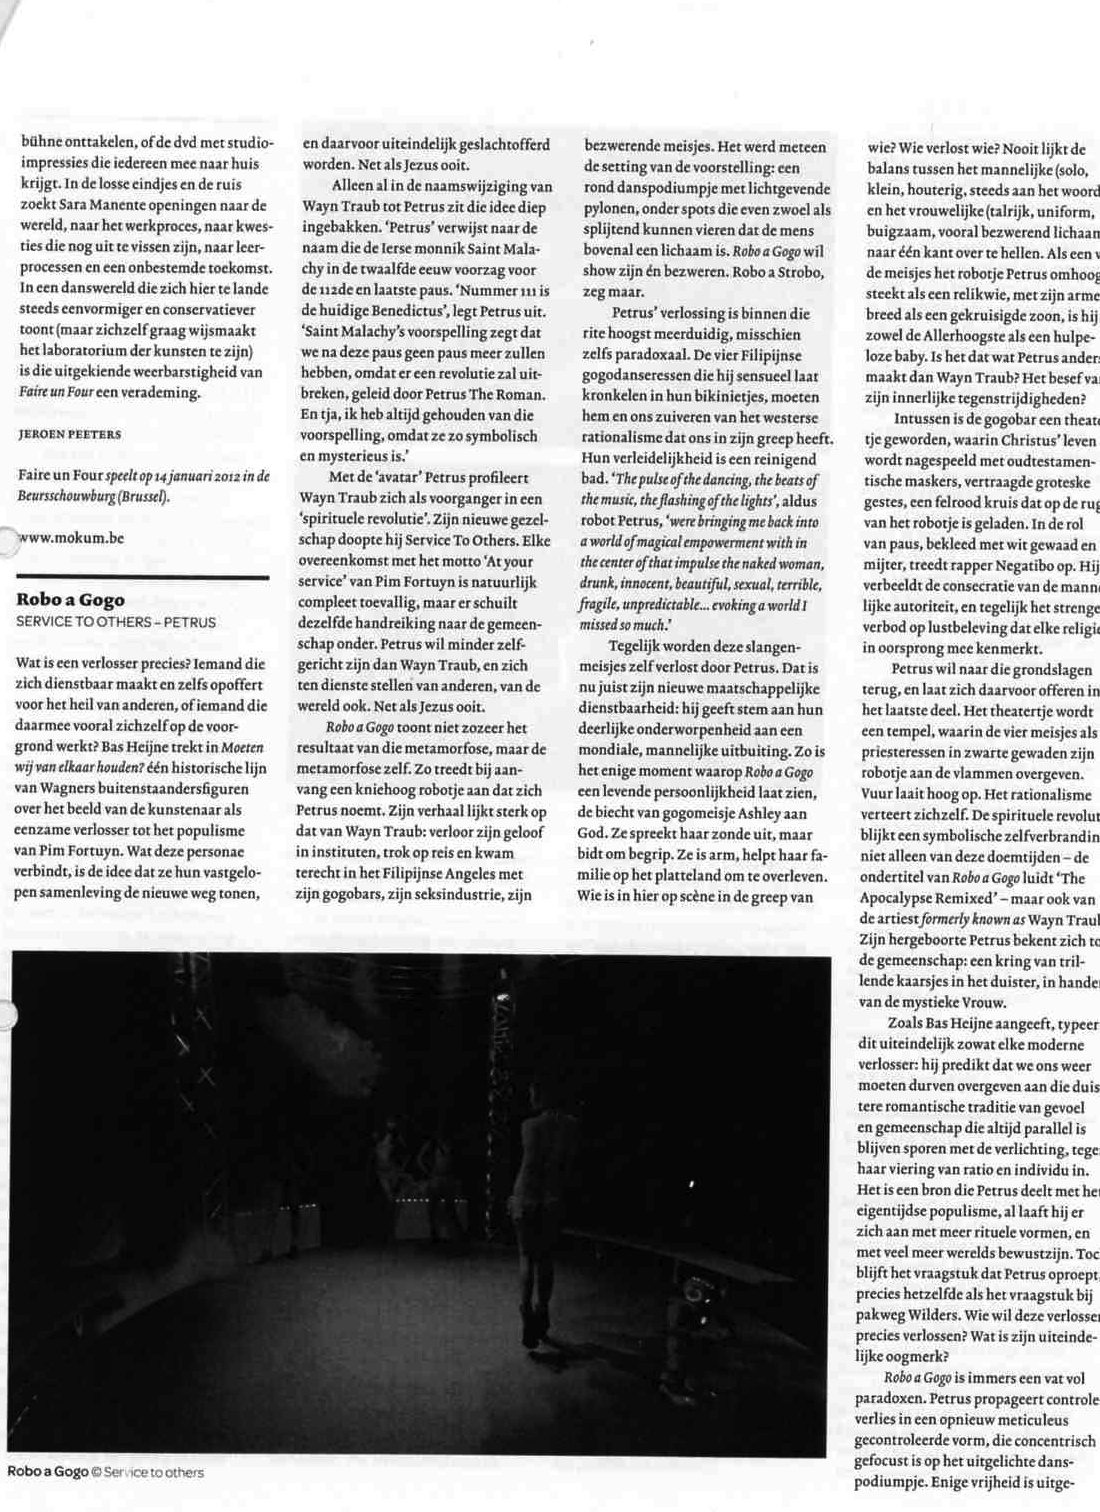 bühne onttakelen, of de dvd met studio-
impressies die iedereen mee naar huis
krijgt. In de losse eindjes en de ruis
zoekt Sara Manente openingen naar de
wereld, naar het werkproces, naar kwes-
ties die nog uit te vissen zijn, naar leer-
processen en een onbestemde toekomst.
In een danswereld die zich hier te lande
steeds eenvormiger en conservatiever
toont (maar zichzelf graag wijsmaakt
het laboratorium der kunsten te zijn)
is die uitgekiende weerbarstigheid van
Faire un Four een verademing.
JEROEN PEETERS
Faire un Four speelt op 14 januari 2012 in de
Beursschouwburg (Brussel).
www.mokum.be
Robo a Gogo
SERVICE TO OTHERS – PETRUS
Wat is een verlosser precies? Iemand die
zich dienstbaar maakt en zelfs opoffert
voor het heil van anderen, of iemand die
daarmee vooral zichzelf op de voor-
grond werkt? Bas Heijne trekt in Moeten
wij van elkaar houden? één historische lijn
van Wagners buitenstaandersfiguren
over het beeld van de kunstenaar als
eenzame verlosser tot het populisme
van Pim Fortuyn. Wat deze personae
verbindt, is de idee dat ze hun vastgelo-
pen samenleving de nieuwe weg tonen,
en daarvoor uiteindelijk geslachtofferd
worden. Net als Jezus ooit.
Alleen al in de naamswijziging van
Wayn Traub tot Petrus zit die idee diep
ingebakken. ‘Petrus’ verwijst naar de
naam die de Ierse monnik Saint Mala-
chy in de twaalfde eeuw voorzag voor
de 112de en laatste paus. ‘Nummer 111 is
de huidige Benedictus’, legt Petrus uit.
‘Saint Malachy’s voorspelling zegt dat
we na deze paus geen paus meer zullen
hebben, omdat er een revolutie zal uit-
breken, geleid door Petrus The Roman.
En tja, ik heb altijd gehouden van die
voorspelling, omdat ze zo symbolisch
en mysterieus is.’
Met de ‘avatar’ Petrus profileert
Wayn Traub zich als voorganger in een
‘spirituele revolutie’. Zijn nieuwe gezel-
schap doopte hij Service To Others. Elke
overeenkomst met het motto ‘At your
service’ van Pim Fortuyn is natuurlijk
compleet toevallig, maar er schuilt
dezelfde handreiking naar de gemeen-
schap onder. Petrus wil minder zelf-
gericht zijn dan Wayn Traub, en zich
ten dienste stellen van anderen, van de
wereld ook. Net als Jezus ooit.
Robo a Gogo toont niet zozeer het
resultaat van die metamorfose, maar de
metamorfose zelf. Zo treedt bij aan-
vang een kniehoog robotje aan dat zich
Petrus noemt. Zijn verhaal lijkt sterk op
dat van Wayn Traub: verloor zijn geloof
in instituten, trok op reis en kwam
terecht in het Filipijnse Angeles met
zijn gogobars, zijn seksindustrie, zijn
bezwerende meisjes. Het werd meteen
de setting van de voorstelling: een
rond danspodiumpje met lichtgevende
pylonen, onder spots die even zwoel als
splijtend kunnen vieren dat de mens
bovenal een lichaam is. Robo a Gogo wil
show zijn én bezweren. Robo a Strobo,
zeg maar.
Petrus’ verlossing is binnen die
rite hoogst meerduidig, misschien
zelfs paradoxaal. De vier Filipijnse
gogodanseressen die hij sensueel laat
kronkelen in hun bikinietjes, moeten
hem en ons zuiveren van het westerse
rationalisme dat ons in zijn greep heeft.
Hun verleidelijkheid is een reinigend
bad. ‘The pulse of the dancing, the beats of
the music, the flashing of the lights’, aldus
robot Petrus, ‘were bringing me back into
a world of magical empowerment with in
the center of that impulse the naked woman,
drunk, innocent, beautiful, sexual, terrible,
fragile, unpredictable... evoking a world I
missed so much.’
Tegelijk worden deze slangen-
meisjes zelf verlost door Petrus. Dat is
nu juist zijn nieuwe maatschappelijke
dienstbaarheid: hij geeft stem aan hun
deerlijke onderworpenheid aan een
mondiale, mannelijke uitbuiting. Zo is
het enige moment waarop Robo a Gogo
een levende persoonlijkheid laat zien,
de biecht van gogomeisje Ashley aan
God. Ze spreekt haar zonde uit, maar
bidt om begrip. Ze is arm, helpt haar fa-
milie op het platteland om te overleven.
Wie is in hier op scène in de greep van
wie? Wie verlost wie? Nooit lijkt de
balans tussen het mannelijke (solo,
klein, houterig, steeds aan het woord
en het vrouwelijke (talrijk, uniform,
buigzaam, vooral bezwerend lichaam
naar één kant over te hellen. Als een v
de meisjes het robotje Petrus omhoog
steekt als een relikwie, met zijn arme
breed als een gekruisigde zoon, is hij
zowel de Allerhoogste als een hulpe-
loze baby. Is het dat wat Petrus anders
maakt dan Wayn Traub? Het besef van
zijn innerlijke tegenstrijdigheden?
Intussen is de gogobar een theate
tje geworden, waarin Christus’ leven
wordt nagespeeld met oudtestamen-
tische maskers, vertraagde groteske
gestes, een felrood kruis dat op de rug
van het robotje is geladen. In de rol
van paus, bekleed met wit gewaad en
mijter, treedt rapper Negatibo op. Hij
verbeeldt de consecratie van de manne
lijke autoriteit, en tegelijk het strenge
verbod op lustbeleving dat elke religie
in oorsprong mee kenmerkt.
Petrus wil naar die grondslagen
terug, en laat zich daarvoor offeren in
het laatste deel. Het theatertje wordt
een tempel, waarin de vier meisjes als
priesteressen in zwarte gewaden zijn
robotje aan de vlammen overgeven.
Vuur laait hoog op. Het rationalisme
verteert zichzelf. De spirituele revolut
blijkt een symbolische zelfverbrandin
niet alleen van deze doemtijden – de
ondertitel van Robo a Gogo luidt ‘The
Apocalypse Remixed’ – maar ook van
de artiest formerly known as Wayn Traub
Zijn hergeboorte Petrus bekent zich to
de gemeenschap: een kring van tril-
lende kaarsjes in het duister, in handen
van de mystieke Vrouw.
Zoals Bas Heijne aangeeft, typeer
dit uiteindelijk zowat elke moderne
verlosser: hij predikt dat we ons weer
moeten durven overgeven aan die duis
tere romantische traditie van gevoel
en gemeenschap die altijd parallel is
blijven sporen met de verlichting, tege
haar viering van ratio en individu in.
Het is een bron die Petrus deelt met het
eigentijdse populisme, al laaft hij er
zich aan met meer rituele vormen, en
met veel meer werelds bewustzijn. Toc
blijft het vraagstuk dat Petrus oproept,
precies hetzelfde als het vraagstuk bij
pakweg Wilders. Wie wil deze verlosser
precies verlossen? Wat is zijn uiteinde-
lijke oogmerk?
Robo a Gogo is immers een vat vol
paradoxen. Petrus propageert controle-
verlies in een opnieuw meticuleus
gecontroleerde vorm, die concentrisch
gefocust is op het uitgelichte dans-
podiumpje. Enige vrijheid is uitge-
Robo a Gogo © Service to others